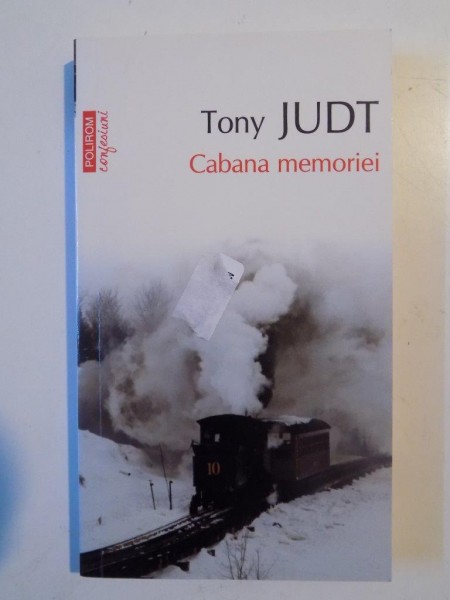 POLIROM
confesiuni
Tony JUDT
Cabana memoriei
10